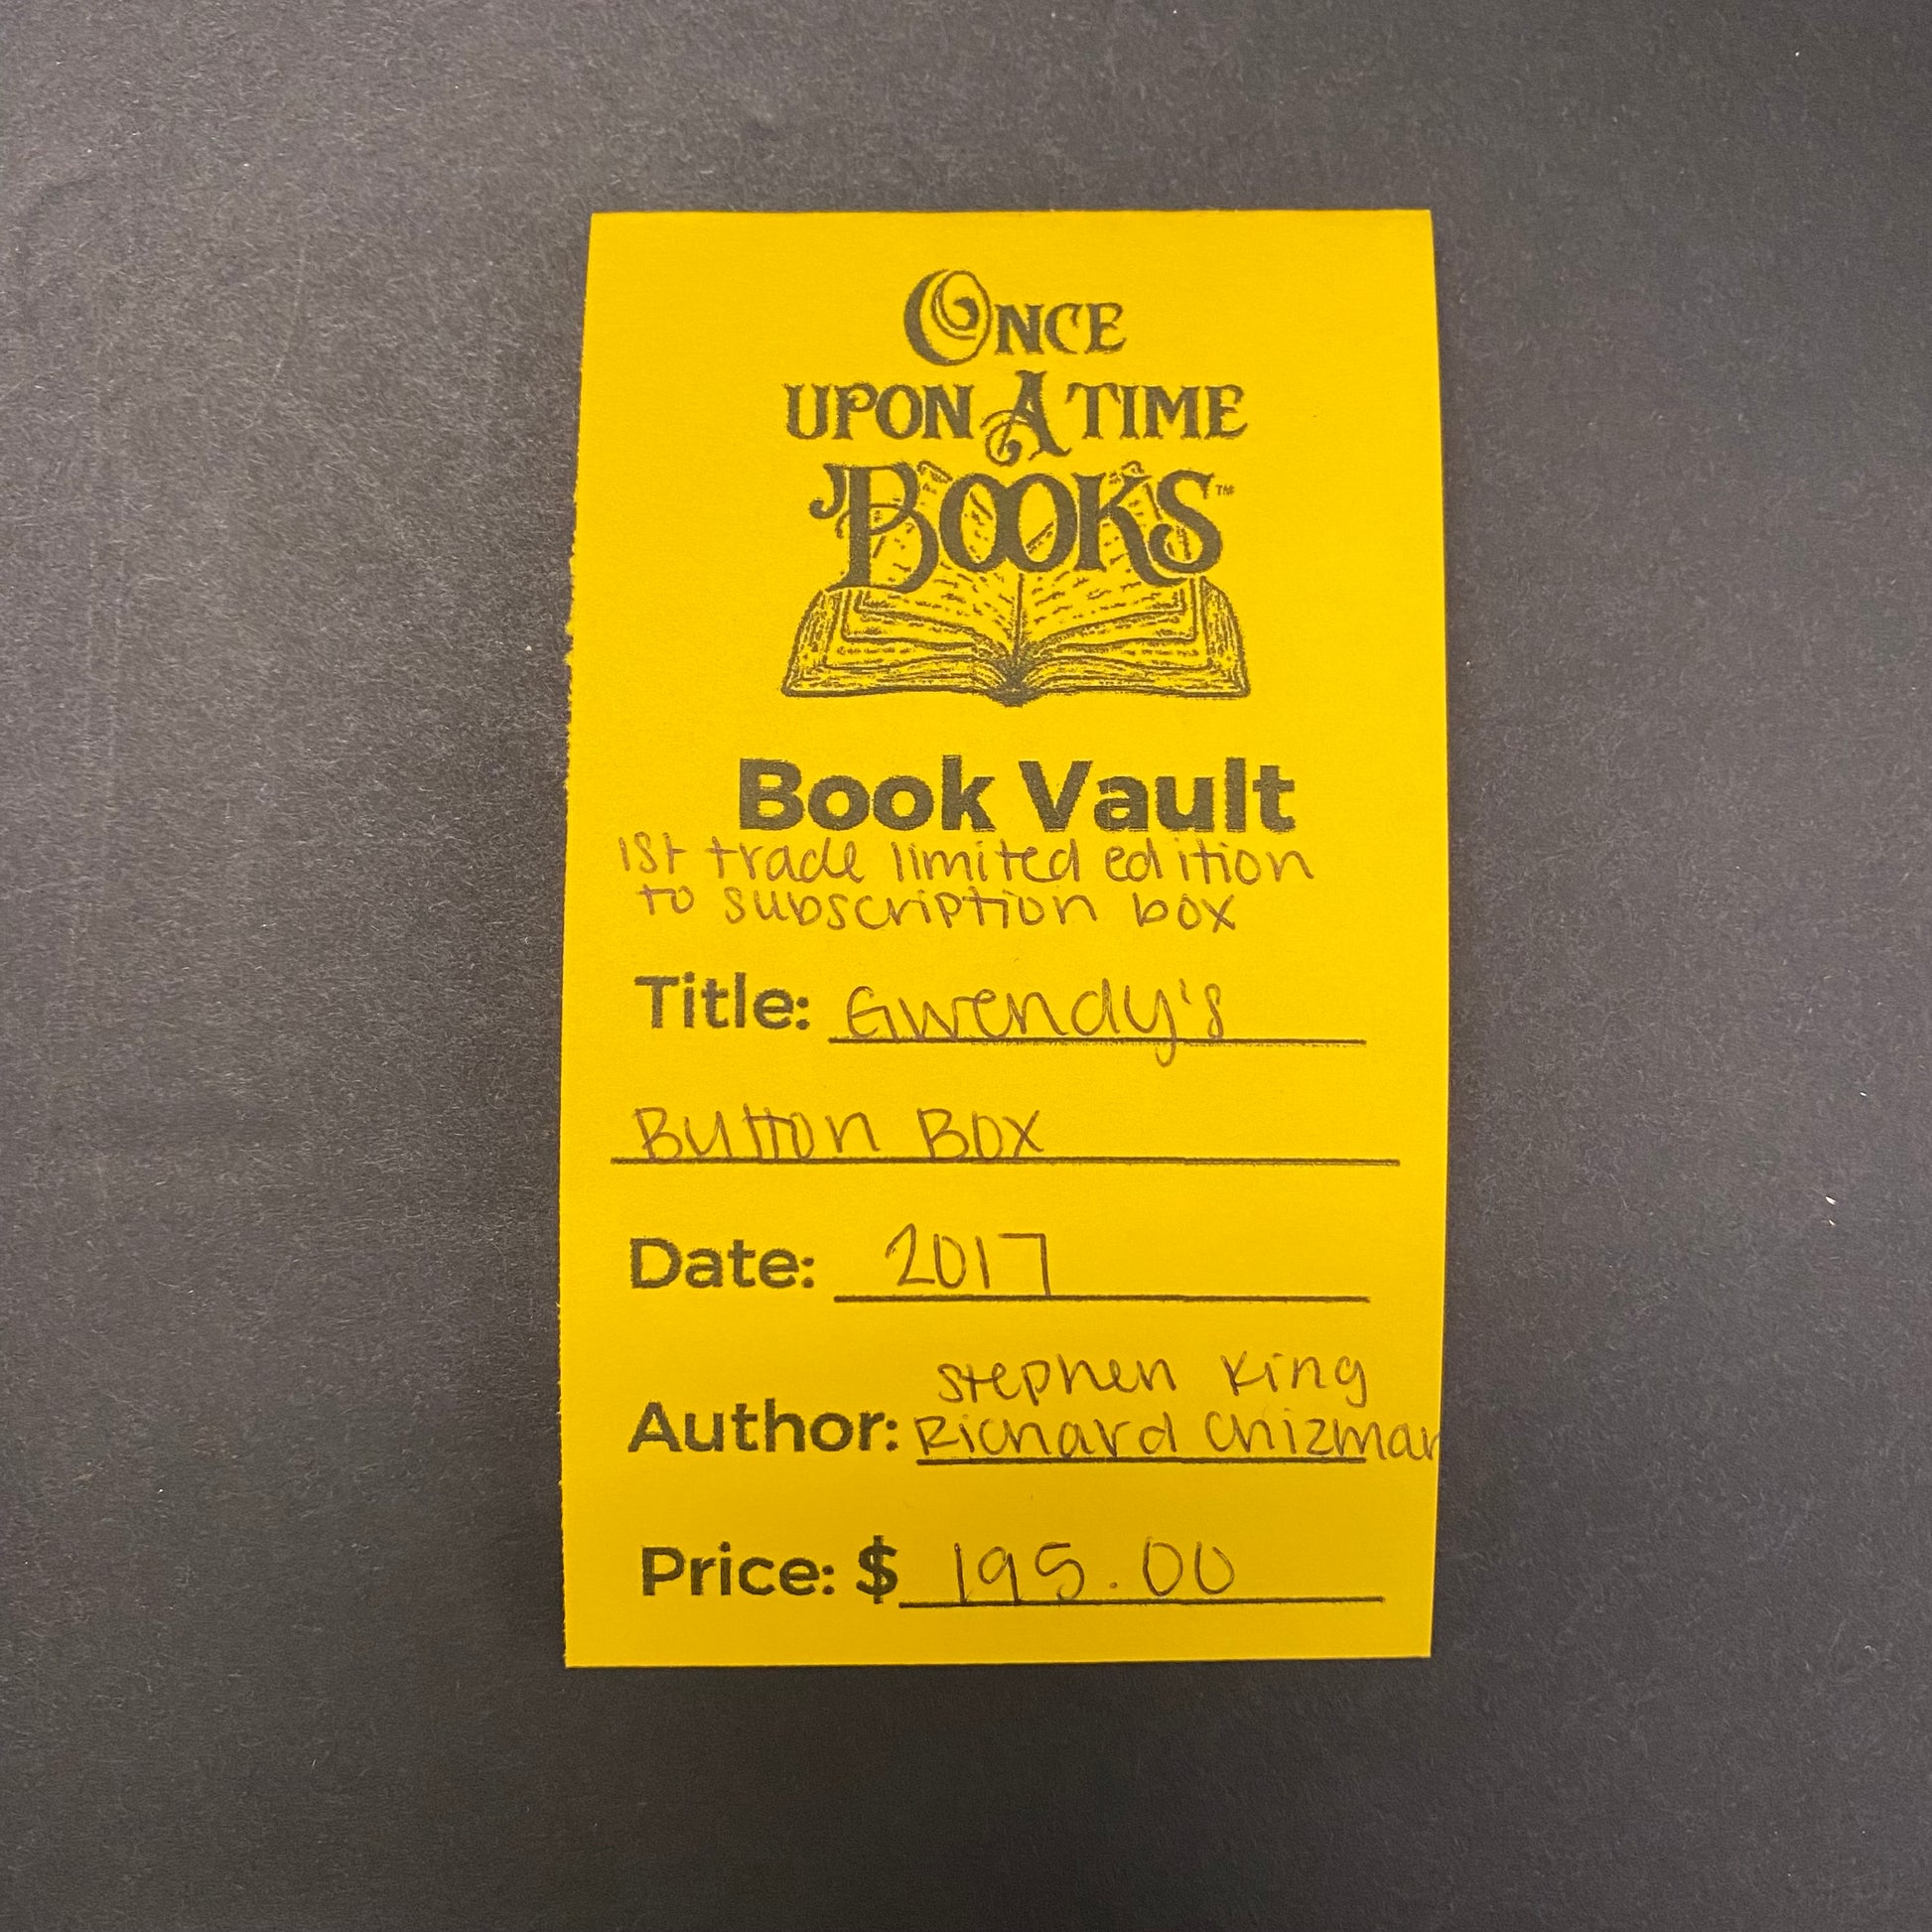 ONCE
UPON A TIME
BOOKS™
Book Vault
1st trade limited edition
to subscription box
Title: Gwendy's
Button Box
Date: 2017
Stephen King
Author: Richard Chizmar
Price: $ 195.00